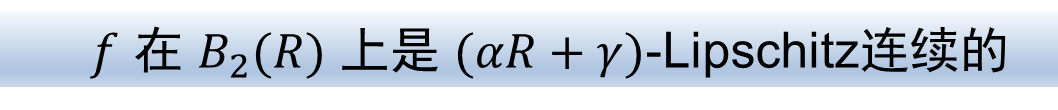 f 在 B₂(R) 上是 (αR + γ)-Lipschitz连续的